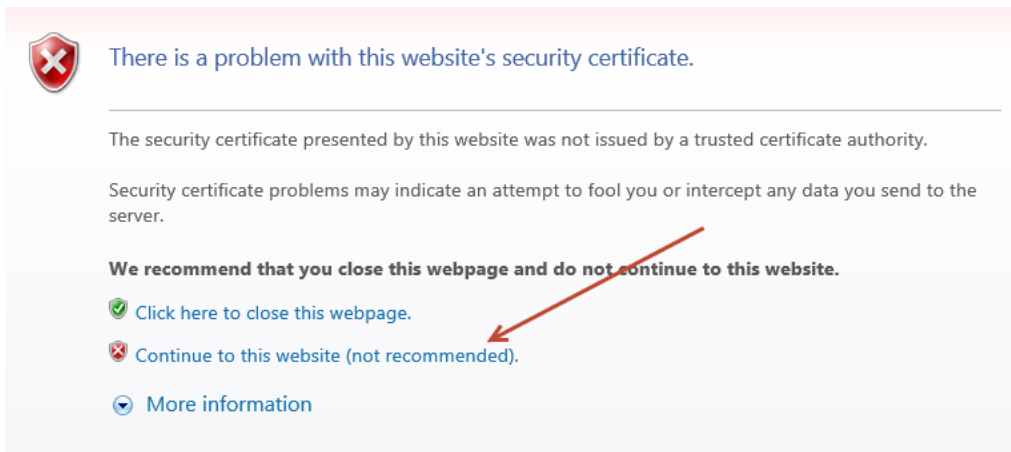 There is a problem with this website's security certificate.
The security certificate presented by this website was not issued by a trusted certificate authority.
Security certificate problems may indicate an attempt to fool you or intercept any data you send to the
server.
We recommend that you close this webpage and do not continue to this website.
Click here to close this webpage.
Continue to this website (not recommended).
More information